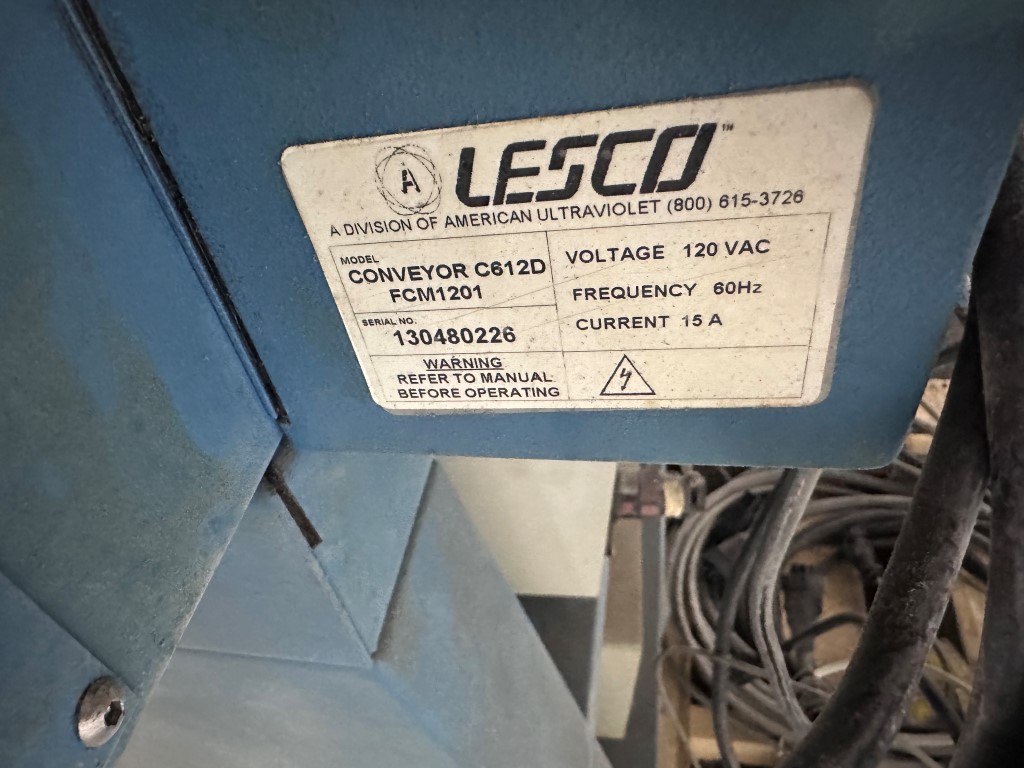 A LESCO™
A DIVISION OF AMERICAN ULTRAVIOLET (800) 615-3726
MODEL
CONVEYOR C612D
FCM1201
SERIAL NO.
130480226
WARNING
REFER TO MANUAL
BEFORE OPERATING
VOLTAGE 120 VAC
FREQUENCY 60Hz
CURRENT 15 A